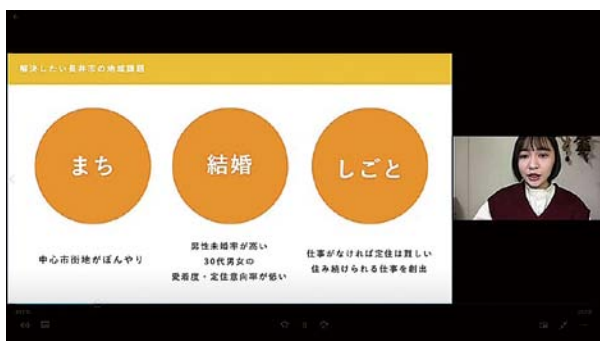 解決したい長井市の地域課題
まち
中心市街地がぼんやり
結婚
男性未婚率が高い
30代男女の
愛着度・定住意向率が低い
しごと
仕事がなければ定住は難しい
住み続けられる仕事を創出